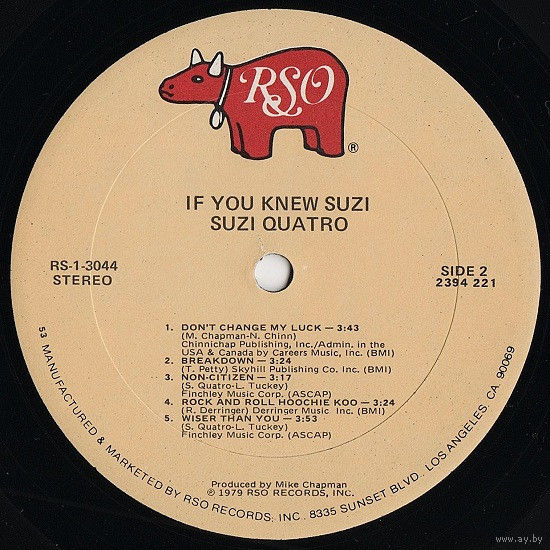 RSO
®
IF YOU KNEW SUZI
SUZI QUATRO
RS-1-3044
STEREO
SIDE 2
2394 221
1. DON'T CHANGE MY LUCK — 3:43
(M. Chapman-N. Chinn)
Chinnichap Publishing, Inc./Admin. in the
USA & Canada by Careers Music, Inc. (BMI)
2. BREAKDOWN — 3:24
(T. Petty) Skyhill Publishing Co. Inc. (BMI)
3. NON-CITIZEN — 3:17
(S. Quatro-L. Tuckey)
Finchley Music Corp. (ASCAP)
4. ROCK AND ROLL HOOCHIE KOO — 3:24
(R. Derringer) Derringer Music Inc. (BMI)
5. WISER THAN YOU — 3:53
(S. Quatro-L. Tuckey)
Finchley Music Corp. (ASCAP)
Produced by Mike Chapman
℗ 1979 RSO RECORDS, INC.
53 MANUFACTURED & MARKETED BY RSO RECORDS, INC. 8335 SUNSET BLVD., LOS ANGELES, CA. 90069
www.ay.by